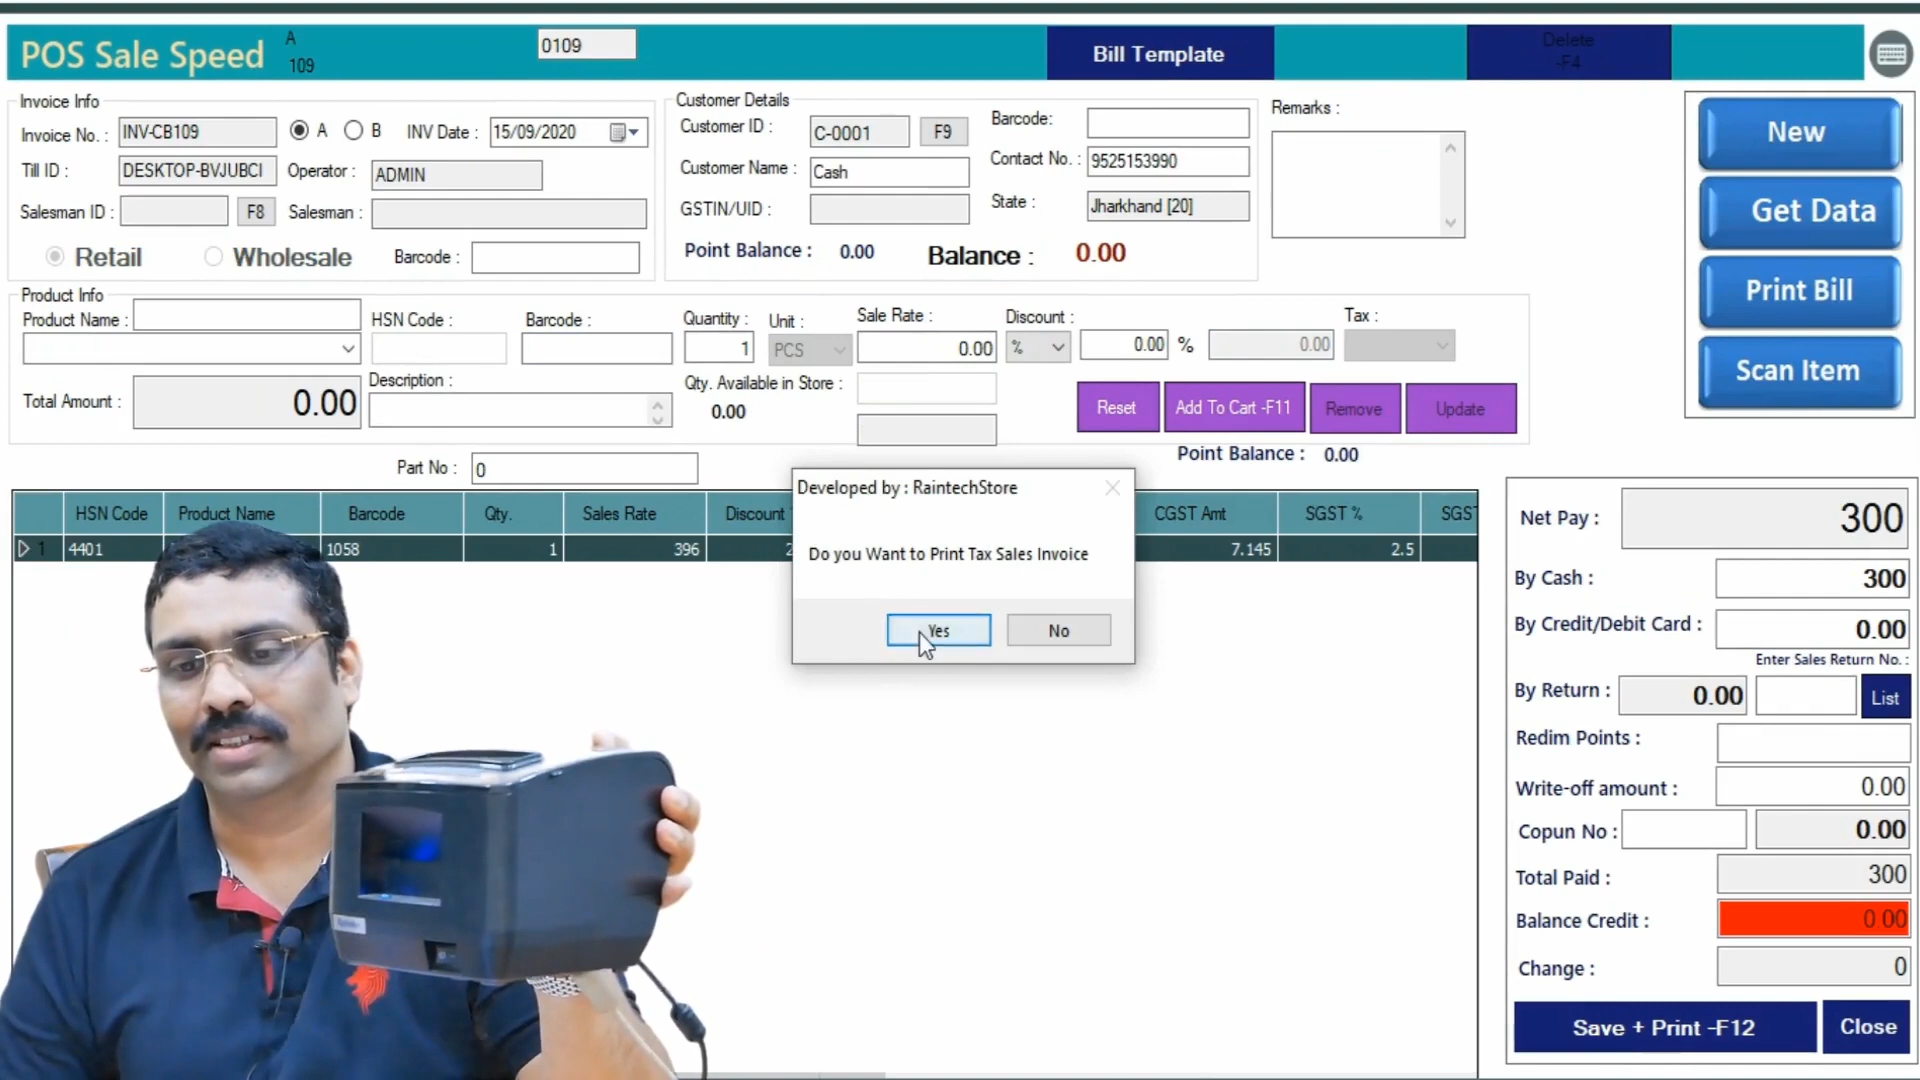 POS Sale Speed
A
109
0109
Bill Template
Delete
-F4
Invoice Info
Invoice No. : INV-CB109 A B INV Date : 15/09/2020
Till ID : DESKTOP-BVJUBCI Operator : ADMIN
Salesman ID : F8 Salesman :
Retail Wholesale Barcode :
Customer Details
Customer ID : C-0001 F9
Customer Name : Cash
GSTIN/UID :
Barcode:
Contact No. : 9525153990
State : Jharkhand [20]
Point Balance : 0.00 Balance : 0.00
Remarks :
New
Get Data
Print Bill
Scan Item
Product Info
Product Name :
HSN Code :
Barcode :
Quantity : 1
Unit : PCS
Sale Rate : 0.00
Discount : % 0.00 % 0.00
Tax :
Total Amount : 0.00
Description :
Qty. Available in Store :
0.00
Reset Add To Cart -F11 Remove Update
Part No : 0
Point Balance : 0.00
HSN Code Product Name Barcode Qty. Sales Rate Discount CGST Amt SGST % SGST
1 4401 1058 1 396 2 7.145 2.5
Developed by : RaintechStore
Do you Want to Print Tax Sales Invoice
Yes No
Net Pay : 300
By Cash : 300
By Credit/Debit Card : 0.00
Enter Sales Return No. :
By Return : 0.00 List
Redim Points :
Write-off amount : 0.00
Copun No : 0.00
Total Paid : 300
Balance Credit : 0.00
Change : 0
Save + Print -F12 Close